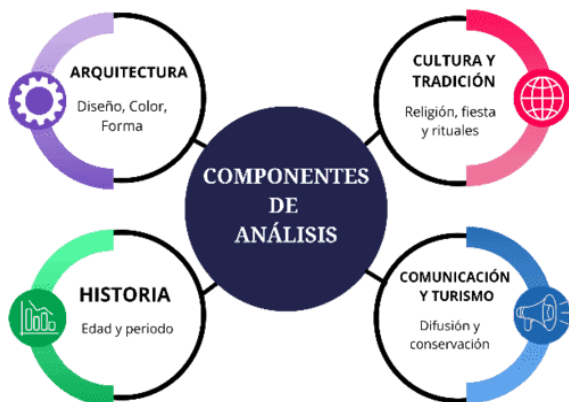 ARQUITECTURA
Diseño, Color,
Forma
CULTURA Y
TRADICIÓN
Religión, fiesta
y rituales
COMPONENTES
DE
ANÁLISIS
HISTORIA
Edad y periodo
COMUNICACIÓN
Y TURISMO
Difusión y
conservación